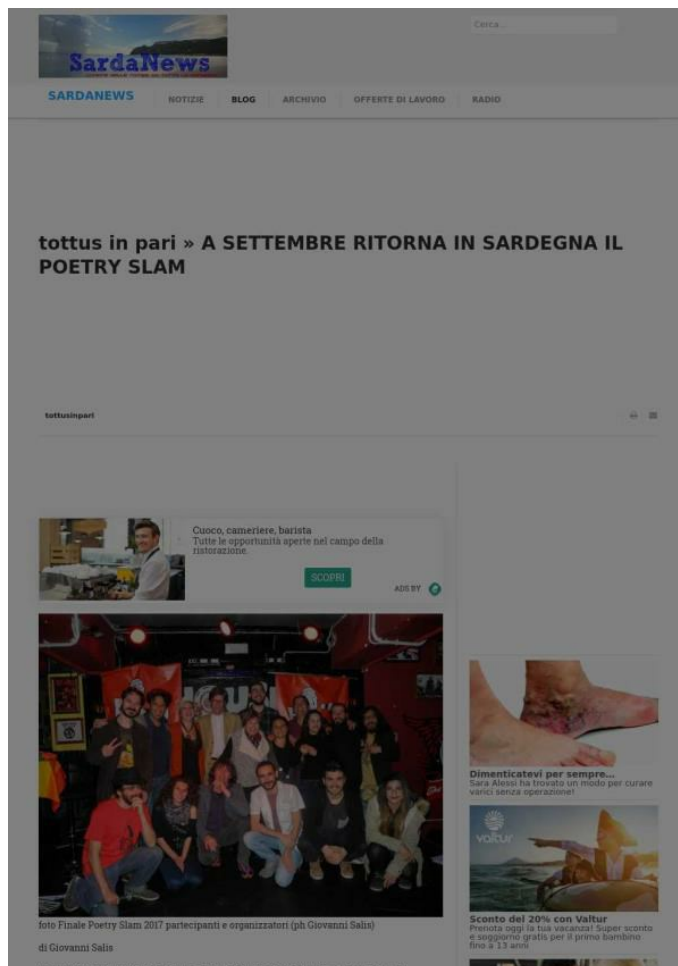 SardaNews
Cerca...
SARDANEWS
NOTIZIE
BLOG
ARCHIVIO
OFFERTE DI LAVORO
RADIO
tottus in pari » A SETTEMBRE RITORNA IN SARDEGNA IL
POETRY SLAM
tottusinpari
Cuoco, cameriere, barista
Tutte le opportunità aperte nel campo della
ristorazione.
SCOPRI
ADS BY
foto Finale Poetry Slam 2017 partecipanti e organizzatori (ph Giovanni Salis)
di Giovanni Salis
Dimenticatevi per sempre...
Sara Alessi ha trovato un modo per curare
varici senza operazione!
valtur
Sconto del 20% con Valtur
Prenota oggi la tua vacanza! Super sconto
e soggiorno gratis per il primo bambino
fino a 13 anni